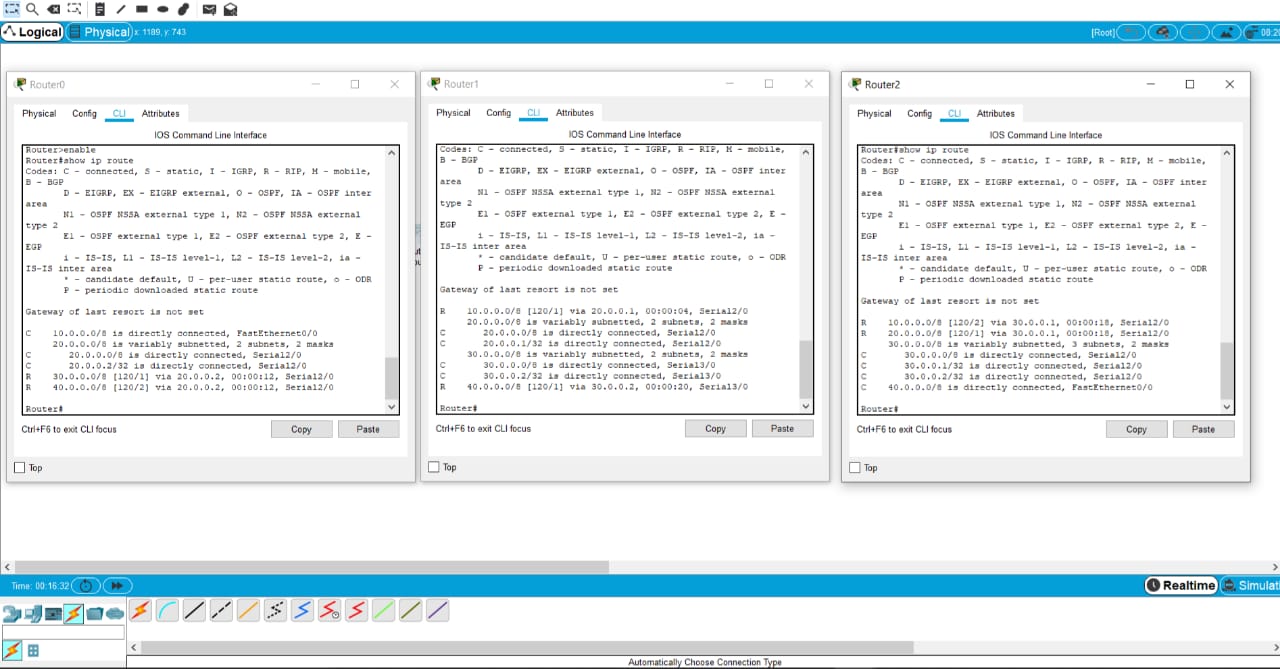 Logical
Physical
x: 1189, y: 743
[Root]
Router0
Physical
Config
CLI
Attributes
IOS Command Line Interface
Router>enable
Router#show ip route
Codes: C - connected, S - static, I - IGRP, R - RIP, M - mobile,
B - BGP
D - EIGRP, EX - EIGRP external, O - OSPF, IA - OSPF inter
area
N1 - OSPF NSSA external type 1, N2 - OSPF NSSA external
type 2
E1 - OSPF external type 1, E2 - OSPF external type 2, E -
EGP
i - IS-IS, L1 - IS-IS level-1, L2 - IS-IS level-2, ia -
IS-IS inter area
* - candidate default, U - per-user static route, o - ODR
P - periodic downloaded static route
Gateway of last resort is not set
C 10.0.0.0/8 is directly connected, FastEthernet0/0
20.0.0.0/8 is variably subnetted, 2 subnets, 2 masks
C 20.0.0.0/8 is directly connected, Serial2/0
C 20.0.0.2/32 is directly connected, Serial2/0
R 30.0.0.0/8 [120/1] via 20.0.0.2, 00:00:12, Serial2/0
R 40.0.0.0/8 [120/2] via 20.0.0.2, 00:00:12, Serial2/0
Router#
Ctrl+F6 to exit CLI focus
Copy
Paste
Top
Router1
Physical
Config
CLI
Attributes
IOS Command Line Interface
Codes: C - connected, S - static, I - IGRP, R - RIP, M - mobile,
B - BGP
D - EIGRP, EX - EIGRP external, O - OSPF, IA - OSPF inter
area
N1 - OSPF NSSA external type 1, N2 - OSPF NSSA external
type 2
E1 - OSPF external type 1, E2 - OSPF external type 2, E -
EGP
i - IS-IS, L1 - IS-IS level-1, L2 - IS-IS level-2, ia -
IS-IS inter area
* - candidate default, U - per-user static route, o - ODR
P - periodic downloaded static route
Gateway of last resort is not set
R 10.0.0.0/8 [120/1] via 20.0.0.1, 00:00:04, Serial2/0
20.0.0.0/8 is variably subnetted, 2 subnets, 2 masks
C 20.0.0.0/8 is directly connected, Serial2/0
C 20.0.0.1/32 is directly connected, Serial2/0
30.0.0.0/8 is variably subnetted, 2 subnets, 2 masks
C 30.0.0.0/8 is directly connected, Serial3/0
C 30.0.0.2/32 is directly connected, Serial3/0
R 40.0.0.0/8 [120/1] via 30.0.0.2, 00:00:20, Serial3/0
Router#
Ctrl+F6 to exit CLI focus
Copy
Paste
Top
Router2
Physical
Config
CLI
Attributes
IOS Command Line Interface
Router#show ip route
Codes: C - connected, S - static, I - IGRP, R - RIP, M - mobile,
B - BGP
D - EIGRP, EX - EIGRP external, O - OSPF, IA - OSPF inter
area
N1 - OSPF NSSA external type 1, N2 - OSPF NSSA external
type 2
E1 - OSPF external type 1, E2 - OSPF external type 2, E -
EGP
i - IS-IS, L1 - IS-IS level-1, L2 - IS-IS level-2, ia -
IS-IS inter area
* - candidate default, U - per-user static route, o - ODR
P - periodic downloaded static route
Gateway of last resort is not set
R 10.0.0.0/8 [120/2] via 30.0.0.1, 00:00:18, Serial2/0
R 20.0.0.0/8 [120/1] via 30.0.0.1, 00:00:18, Serial2/0
30.0.0.0/8 is variably subnetted, 3 subnets, 2 masks
C 30.0.0.0/8 is directly connected, Serial2/0
C 30.0.0.1/32 is directly connected, Serial2/0
C 30.0.0.2/32 is directly connected, Serial2/0
C 40.0.0.0/8 is directly connected, FastEthernet0/0
Router#
Ctrl+F6 to exit CLI focus
Copy
Paste
Top
Time: 00:16:32
Realtime
Simulati
Automatically Choose Connection Type